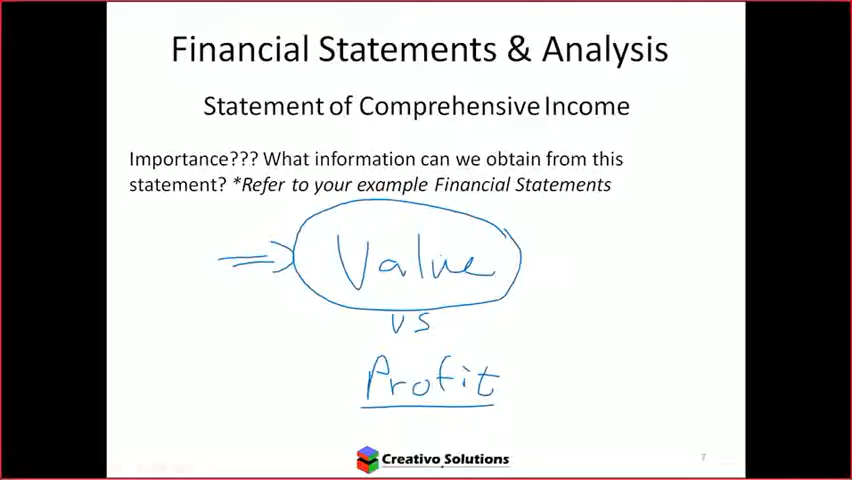 Financial Statements & Analysis
Statement of Comprehensive Income
Importance??? What information can we obtain from this
statement? *Refer to your example Financial Statements
Value
vs
Profit
Creativo Solutions
7